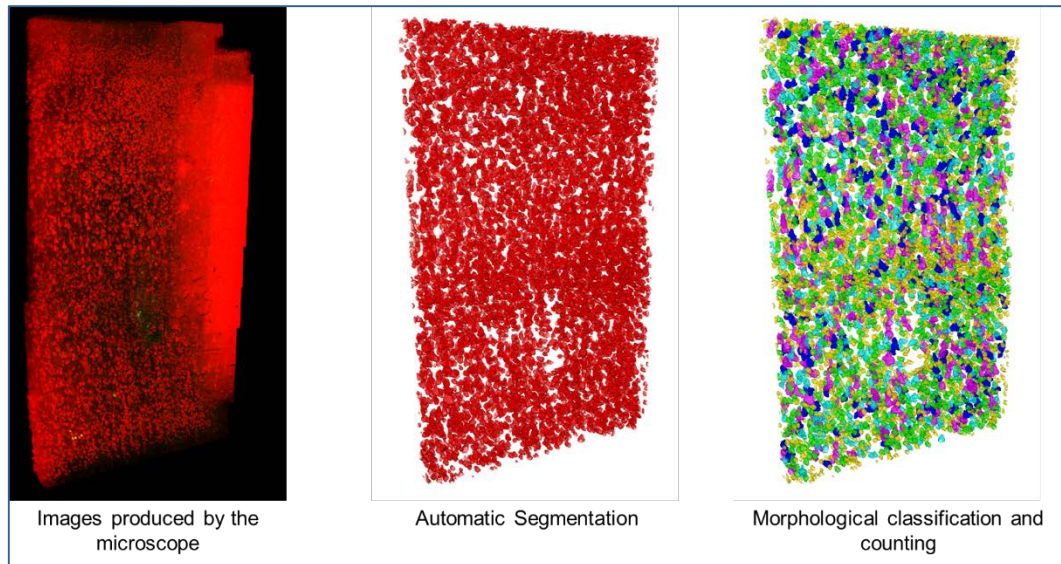 Images produced by the
microscope
Automatic Segmentation
Morphological classification and
counting